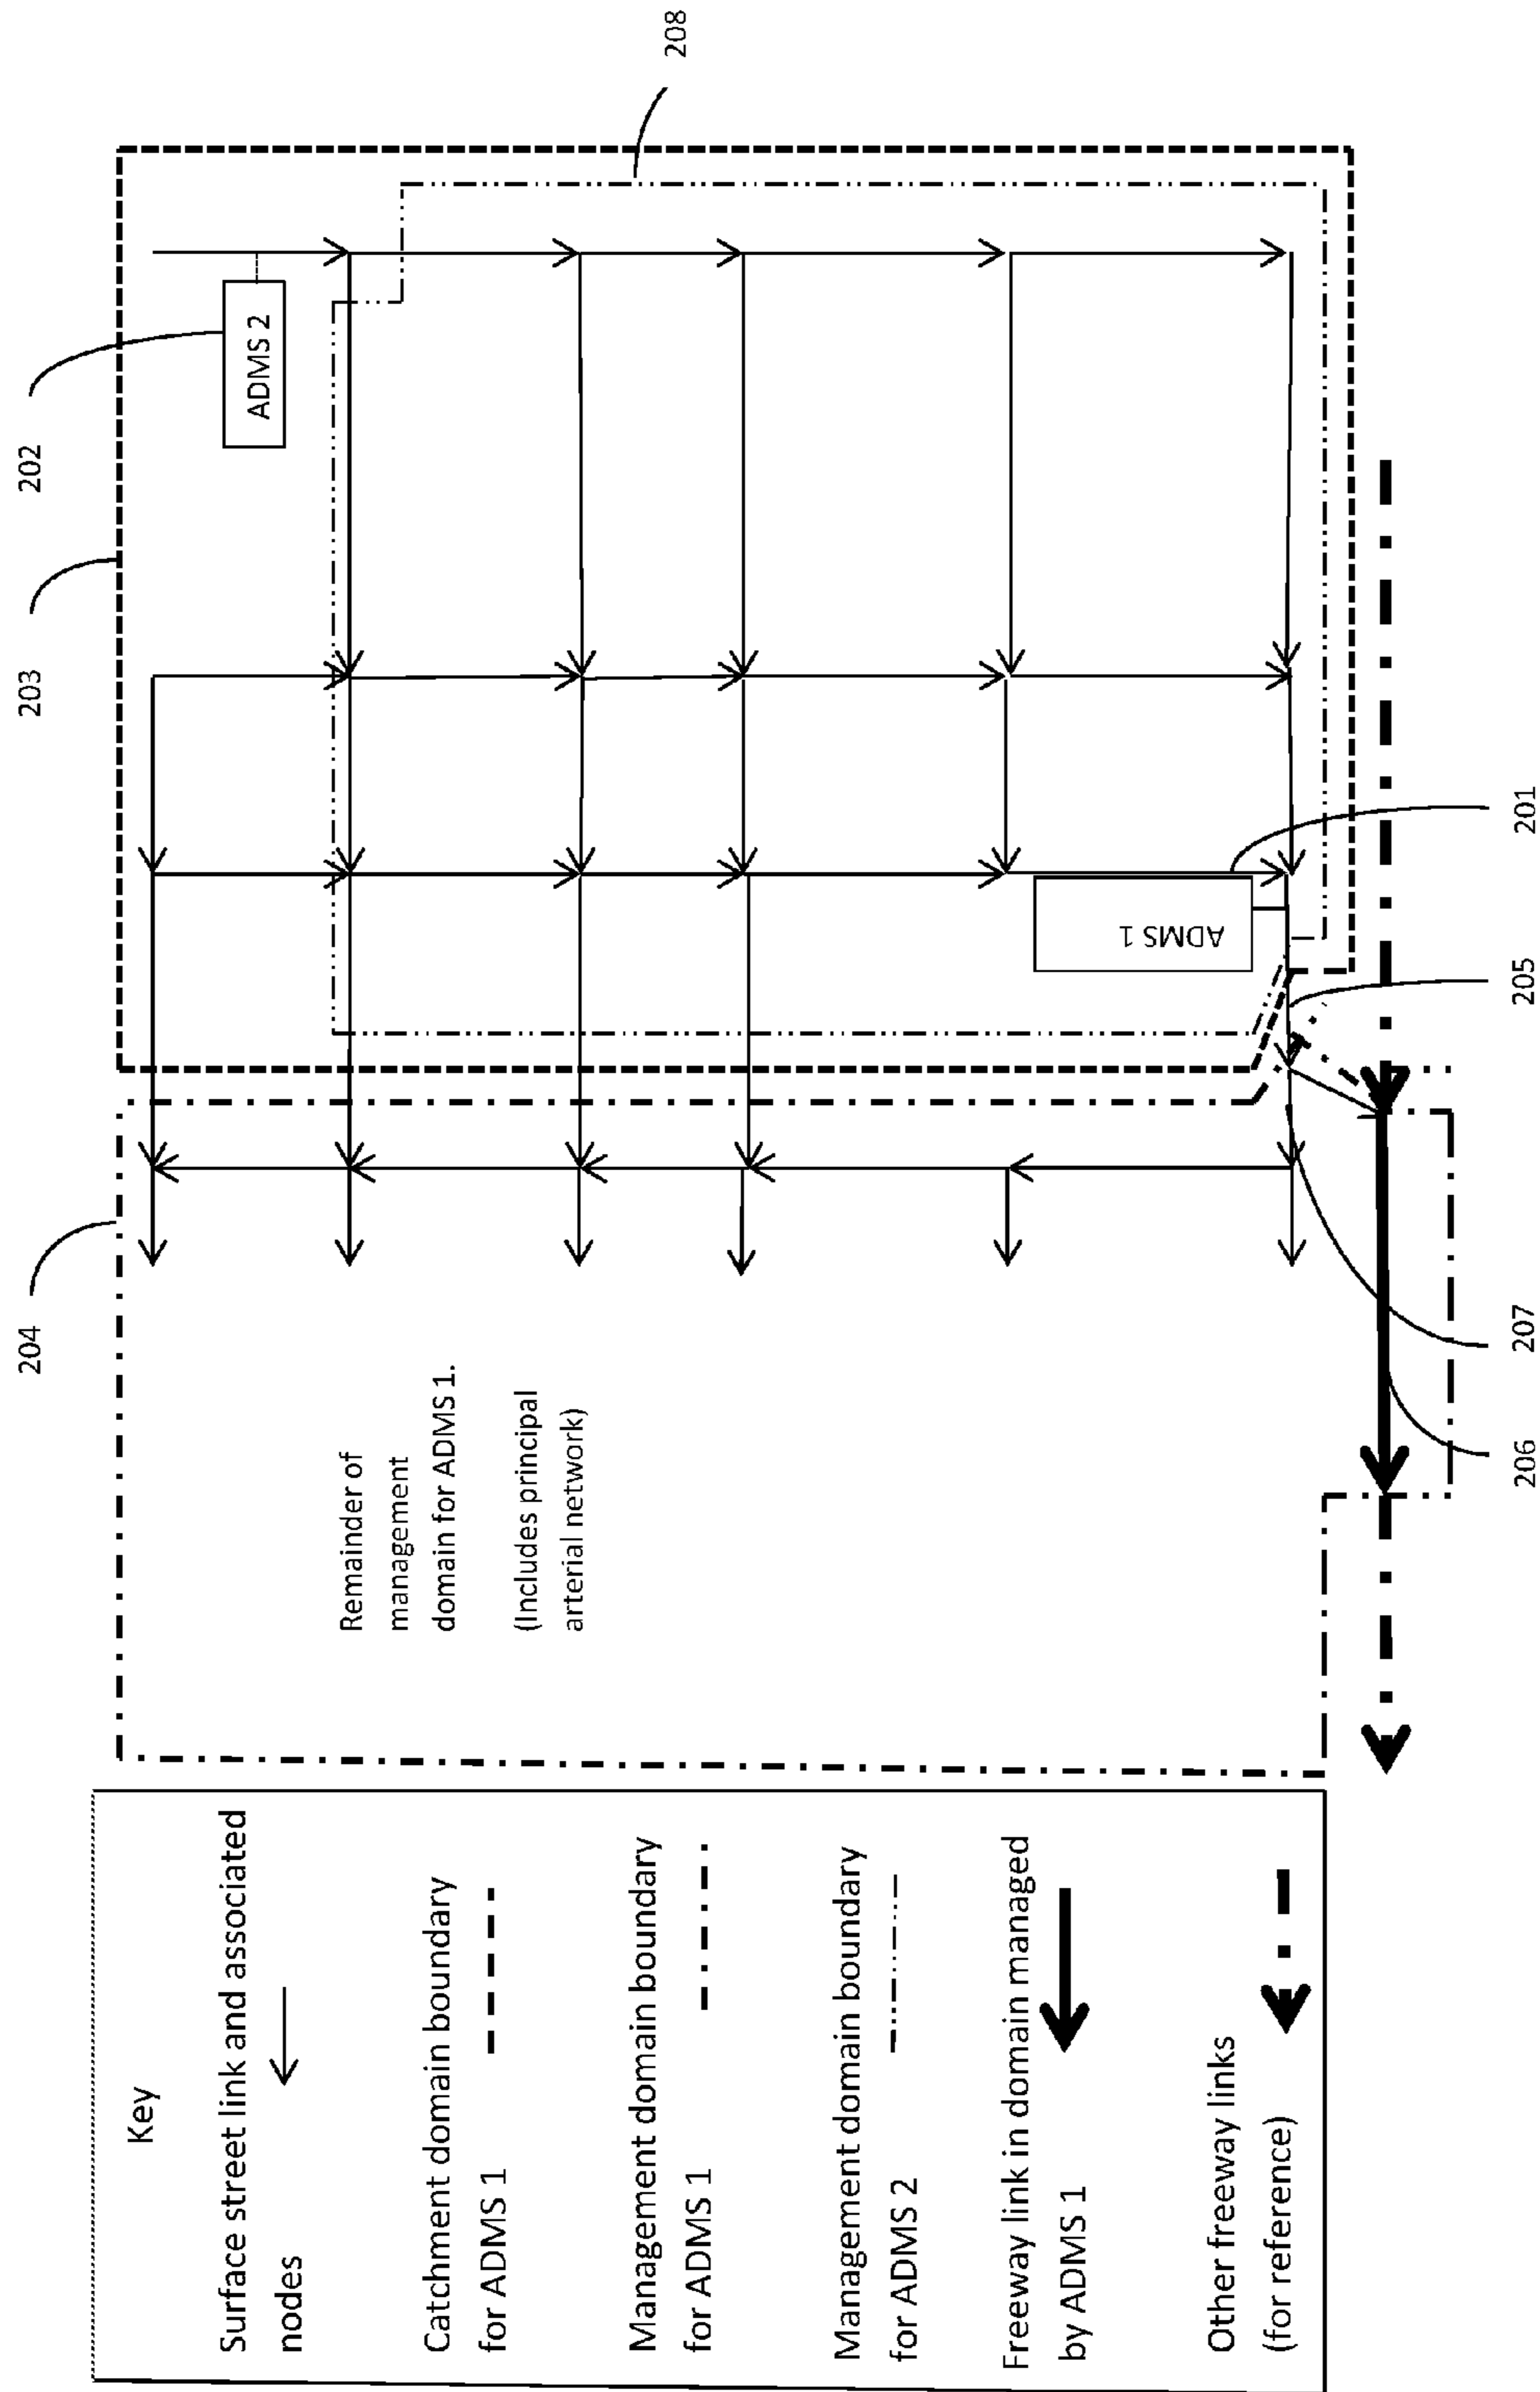 Key
Surface street link and associated
nodes
Catchment domain boundary
for ADMS 1
Management domain boundary
for ADMS 1
Management domain boundary
for ADMS 2
Freeway link in domain managed
by ADMS 1
Other freeway links
(for reference)
204
203
202
Remainder of
management
domain for ADMS 1.
(Includes principal
arterial network)
ADMS 2
ADMS 1
208
206
207
205
201